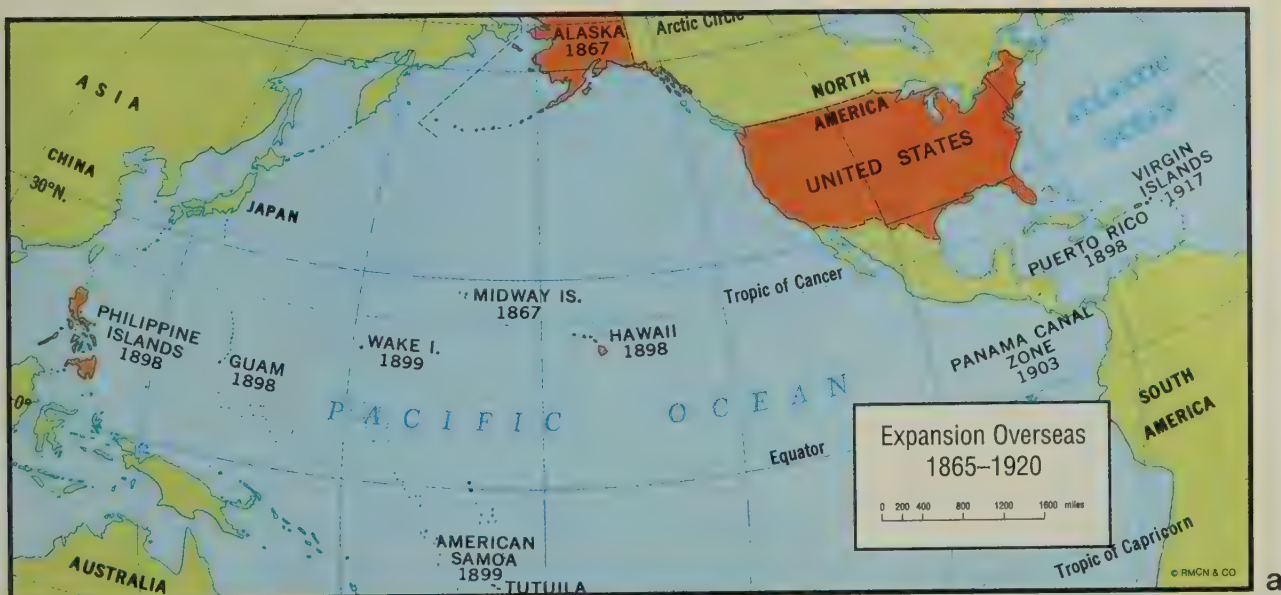 ALASKA
1867
Arctic Circle
ASIA
NORTH
AMERICA
UNITED STATES
ATLANTIC
OCEAN
CHINA
30°N.
JAPAN
VIRGIN
ISLANDS
1917
PUERTO RICO
1898
Tropic of Cancer
MIDWAY IS.
1867
PHILIPPINE
ISLANDS
1898
GUAM
1898
WAKE I.
1899
HAWAII
1898
PANAMA CANAL
ZONE
1903
0°
PACIFIC OCEAN
SOUTH
AMERICA
Equator
Expansion Overseas
1865–1920
0 200 400 800 1200 1600 miles
AMERICAN
SAMOA
1899
TUTUILA
AUSTRALIA
Tropic of Capricorn
© RMCN & CO
a